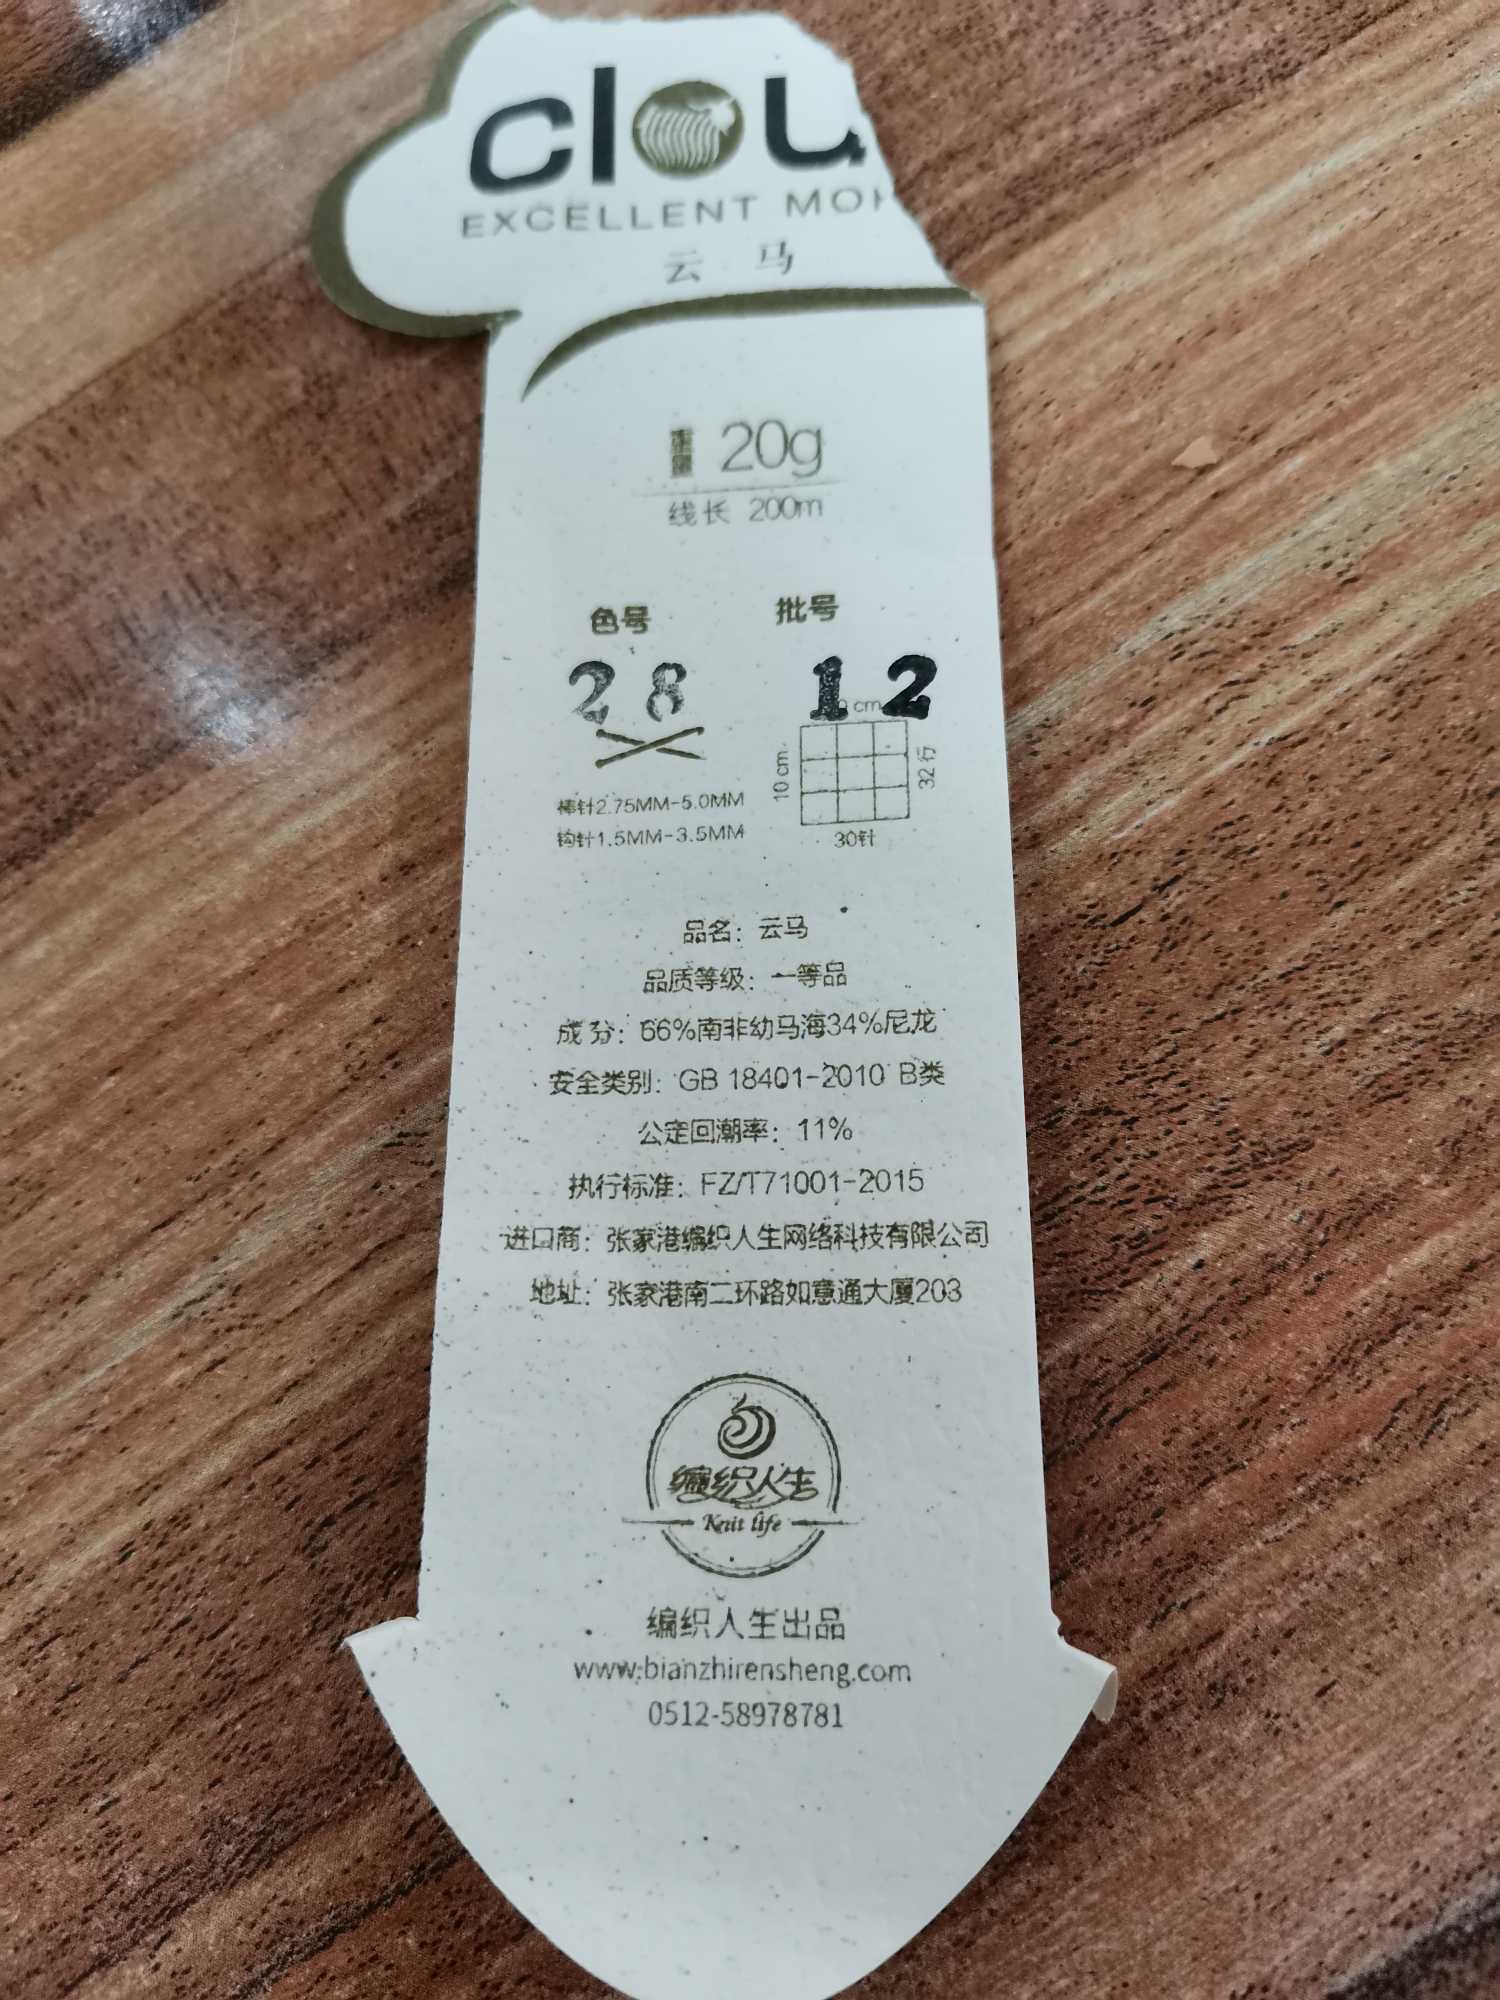 clou
EXCELLENT MOH
云马
重量 20g
线长 200m
色号 批号
28 12
cm
10 cm
32行
棒针2.75MM-5.0MM
钩针1.5MM-3.5MM
30针
品名：云马
品质等级：一等品
成 分：66%南非幼马海34%尼龙
安全类别：GB 18401-2010 B类
公定回潮率：11%
执行标准：FZ/T71001-2015
进口商：张家港编织人生网络科技有限公司
地址：张家港南二环路如意通大厦203
编织人生
Knit life
编织人生出品
www.bianzhirensheng.com
0512-58978781